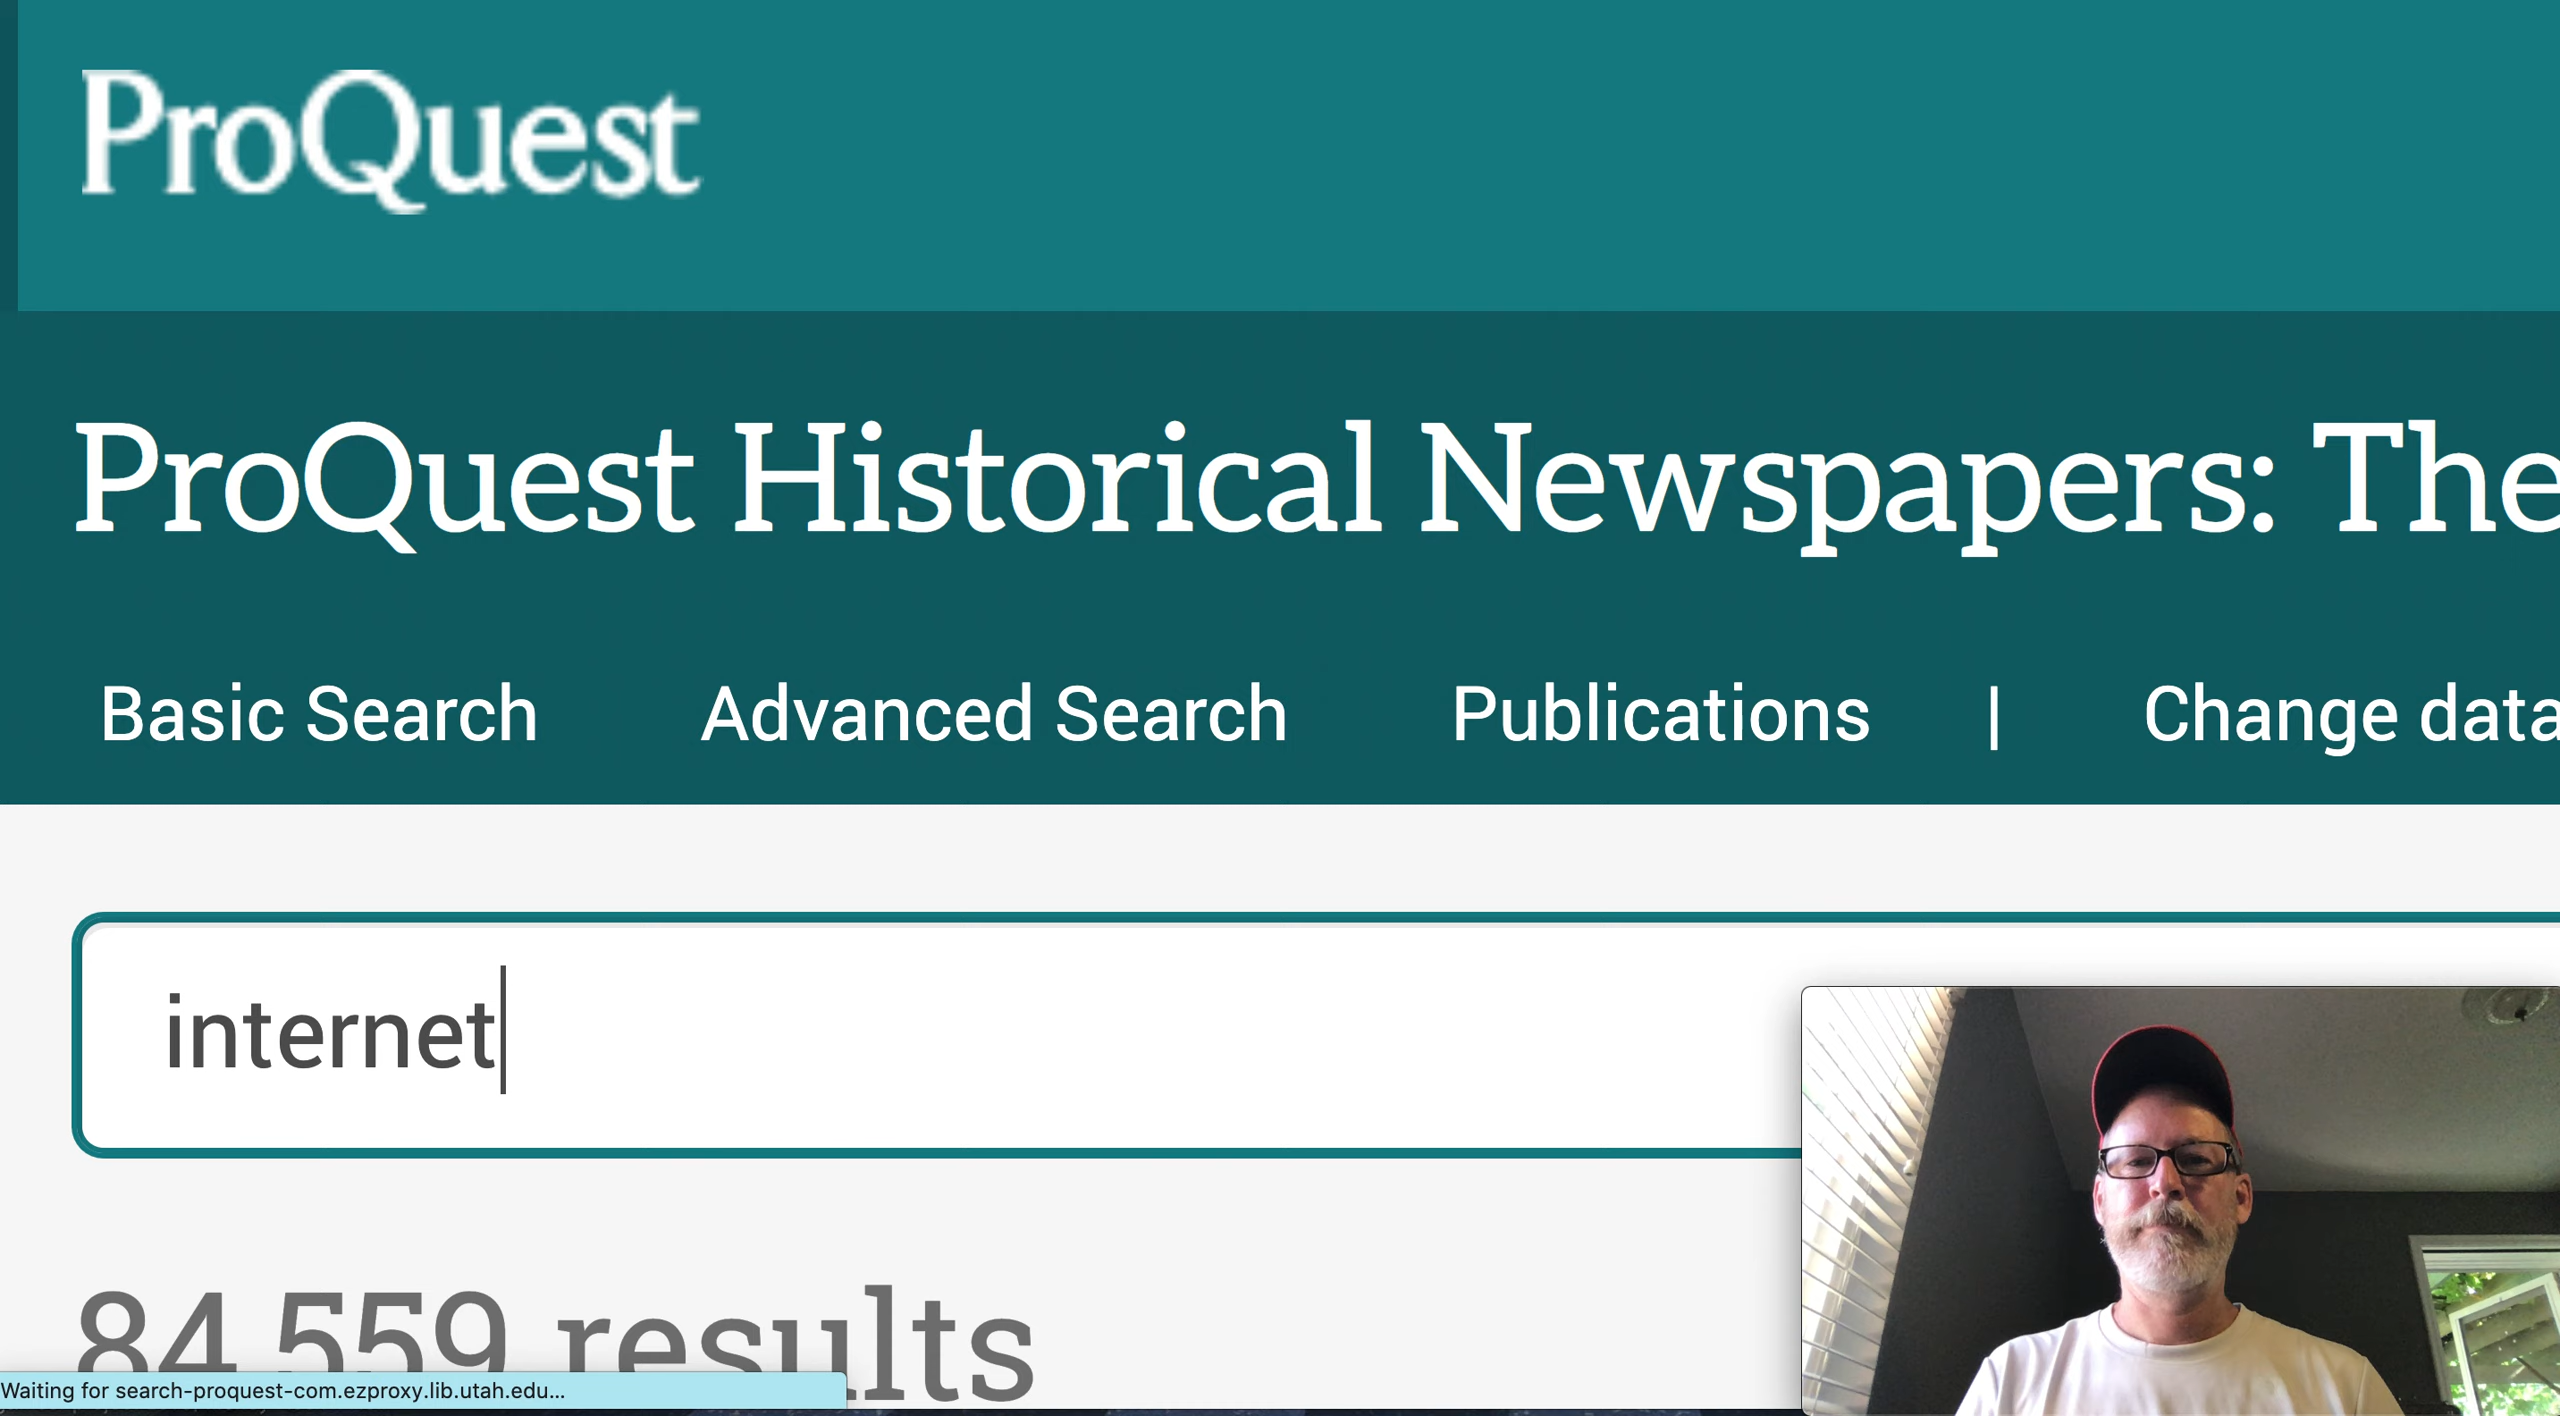 ProQuest
ProQuest Historical Newspapers: The
Basic Search Advanced Search Publications | Change data
internet
84,559 results
Waiting for search-proquest-com.ezproxy.lib.utah.edu...